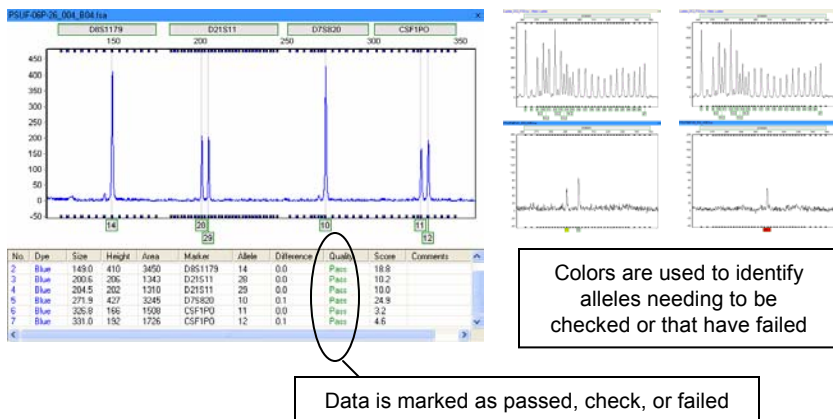 PSUF-06P-26_004_B04.fsa ×
D8S1179 D21S11 D7S820 CSF1PO
150 200 250 300 350
450
400
350
300
250
200
150
100
50
0
-50
14 28 10 11
29 12
No. Dye Size Height Area Marker Allele Difference Quality Score Comments
2 Blue 149.0 410 3450 D8S1179 14 0.0 Pass 18.8
3 Blue 200.6 206 1343 D21S11 28 0.0 Pass 10.2
4 Blue 204.5 202 1310 D21S11 29 0.0 Pass 10.0
5 Blue 271.9 427 3245 D7S820 10 0.1 Pass 24.9
6 Blue 326.8 166 1508 CSF1PO 11 0.0 Pass 3.2
7 Blue 331.0 192 1726 CSF1PO 12 0.1 Pass 4.6
Colors are used to identify
alleles needing to be
checked or that have failed
Data is marked as passed, check, or failed